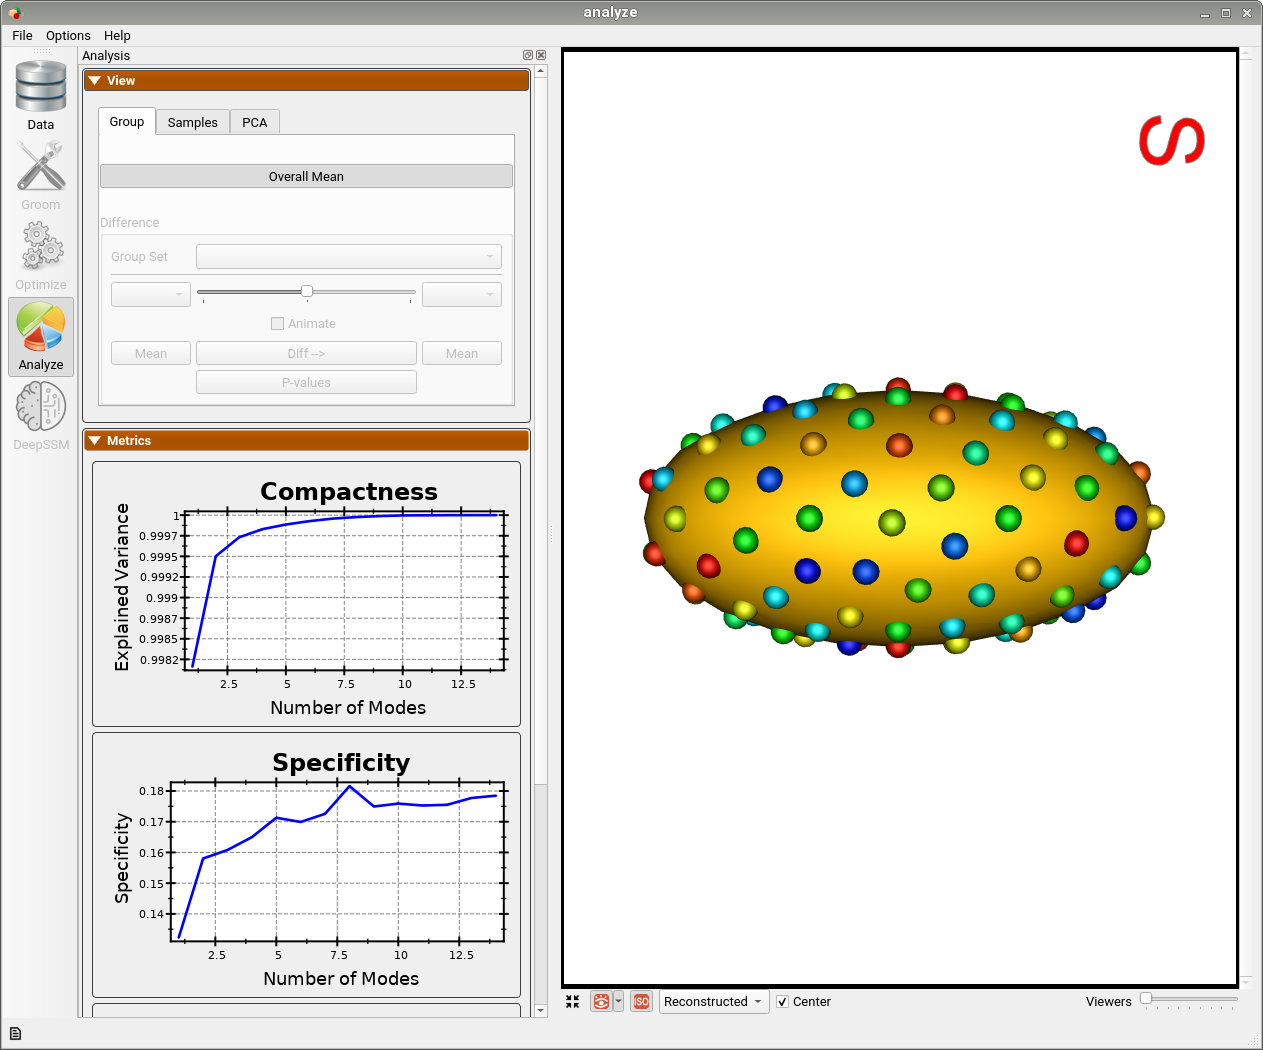 analyze
File Options Help
Data
Groom
Optimize
Analyze
DeepSSM
Analysis
View
Group Samples PCA
Overall Mean
Difference
Group Set
Animate
Mean Diff --> Mean
P-values
Metrics
Compactness
Explained Variance
1
0.9997
0.9995
0.9992
0.999
0.9987
0.9985
0.9982
2.5 5 7.5 10 12.5
Number of Modes
Specificity
Specificity
0.18
0.17
0.16
0.15
0.14
2.5 5 7.5 10 12.5
Number of Modes
S
ISO Reconstructed Center Viewers